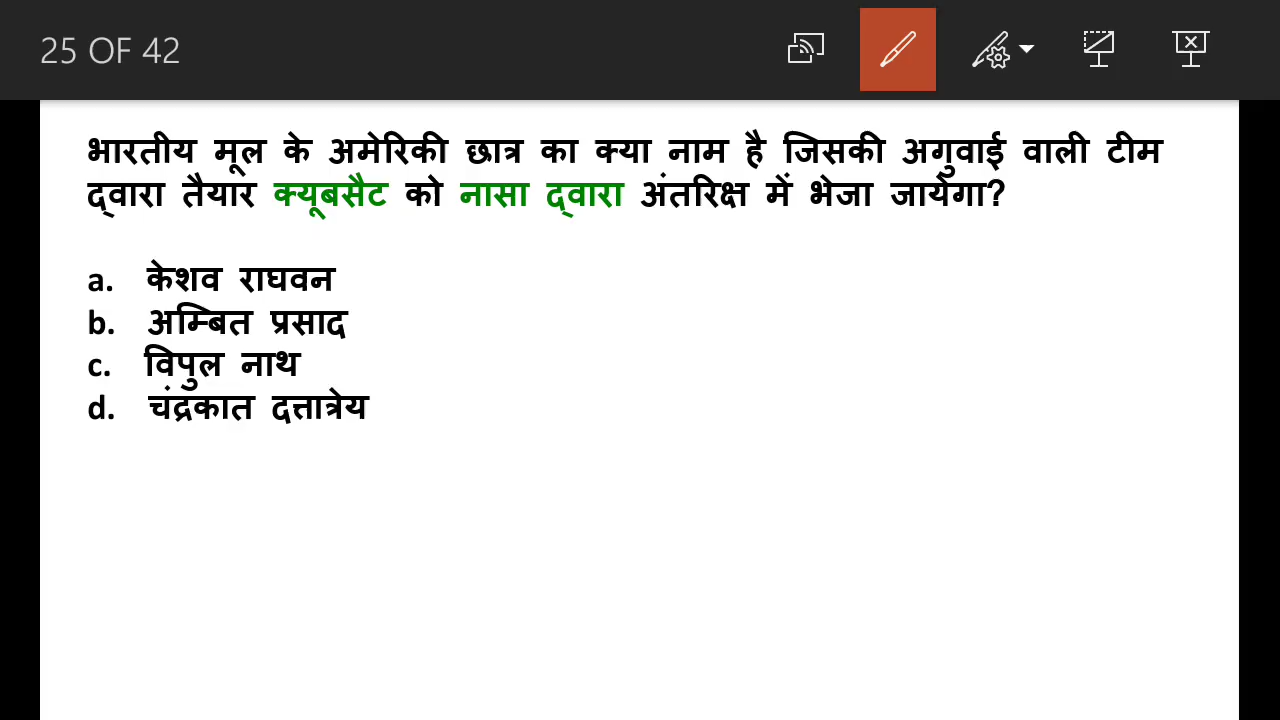 25 OF 42
भारतीय मूल के अमेरिकी छात्र का क्या नाम है जिसकी अगुवाई वाली टीम
द्वारा तैयार क्यूबसैट को नासा द्वारा अंतरिक्ष में भेजा जायेगा?
a. केशव राघवन
b. अम्बित प्रसाद
c. विपुल नाथ
d. चंद्रकात दत्तात्रेय